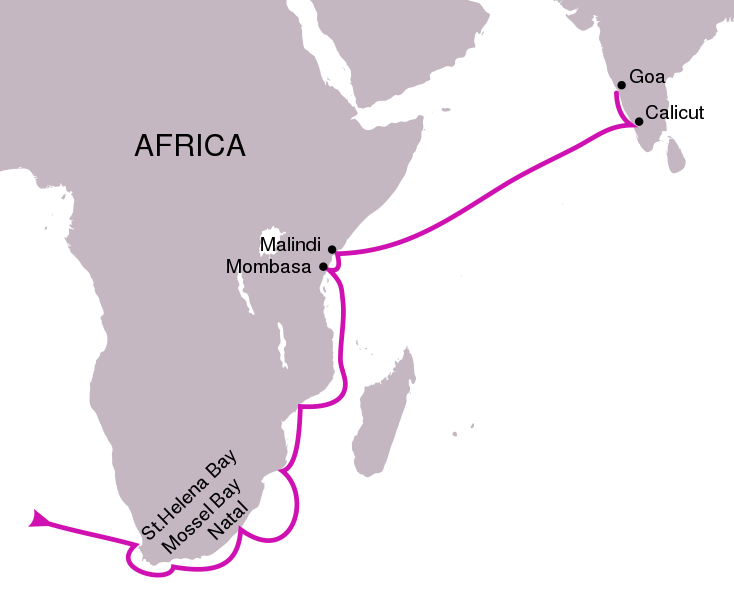 Goa
Calicut
AFRICA
Malindi
Mombasa
St.Helena Bay
Mossel Bay
Natal